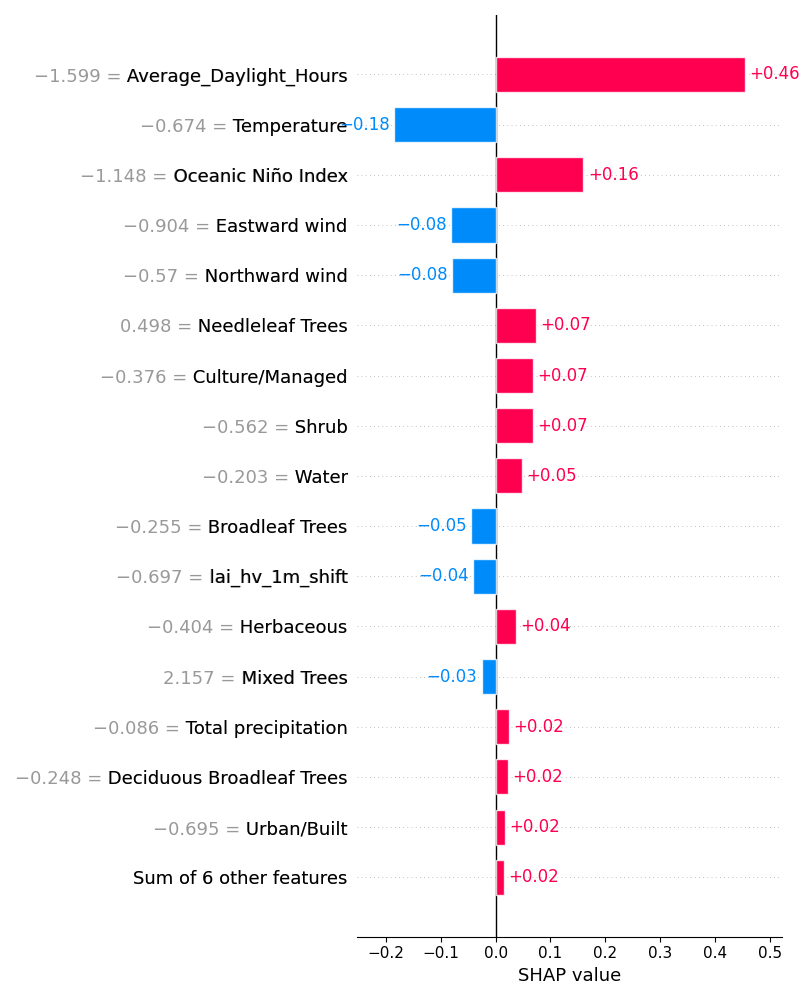 −1.599 = Average_Daylight_Hours +0.46
−0.674 = Temperature −0.18
−1.148 = Oceanic Niño Index +0.16
−0.904 = Eastward wind −0.08
−0.57 = Northward wind −0.08
0.498 = Needleleaf Trees +0.07
−0.376 = Culture/Managed +0.07
−0.562 = Shrub +0.07
−0.203 = Water +0.05
−0.255 = Broadleaf Trees −0.05
−0.697 = lai_hv_1m_shift −0.04
−0.404 = Herbaceous +0.04
2.157 = Mixed Trees −0.03
−0.086 = Total precipitation +0.02
−0.248 = Deciduous Broadleaf Trees +0.02
−0.695 = Urban/Built +0.02
Sum of 6 other features +0.02
−0.2 −0.1 0.0 0.1 0.2 0.3 0.4 0.5
SHAP value